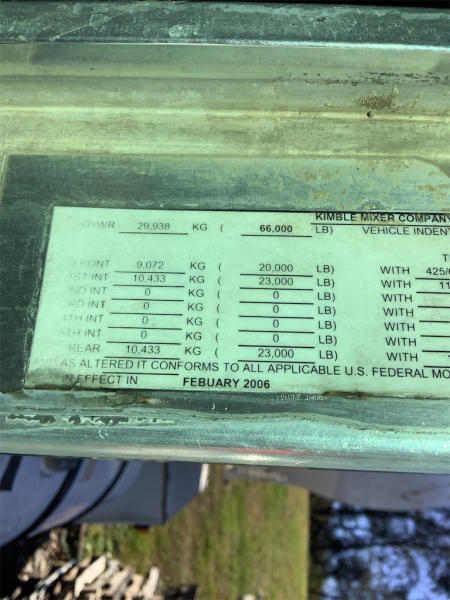 KIMBLE MIXER COMPANY
GVWR 29,938 KG ( 66,000 LB) VEHICLE INDENT
FRONT 9,072 KG ( 20,000 LB) WITH 425/6
1ST INT 10,433 KG ( 23,000 LB) WITH 11
2ND INT 0 KG ( 0 LB) WITH
3RD INT 0 KG ( 0 LB) WITH
4TH INT 0 KG ( 0 LB) WITH
5TH INT 0 KG ( 0 LB) WITH
REAR 10,433 KG ( 23,000 LB) WITH
AS ALTERED IT CONFORMS TO ALL APPLICABLE U.S. FEDERAL MO
IN EFFECT IN FEBUARY 2006